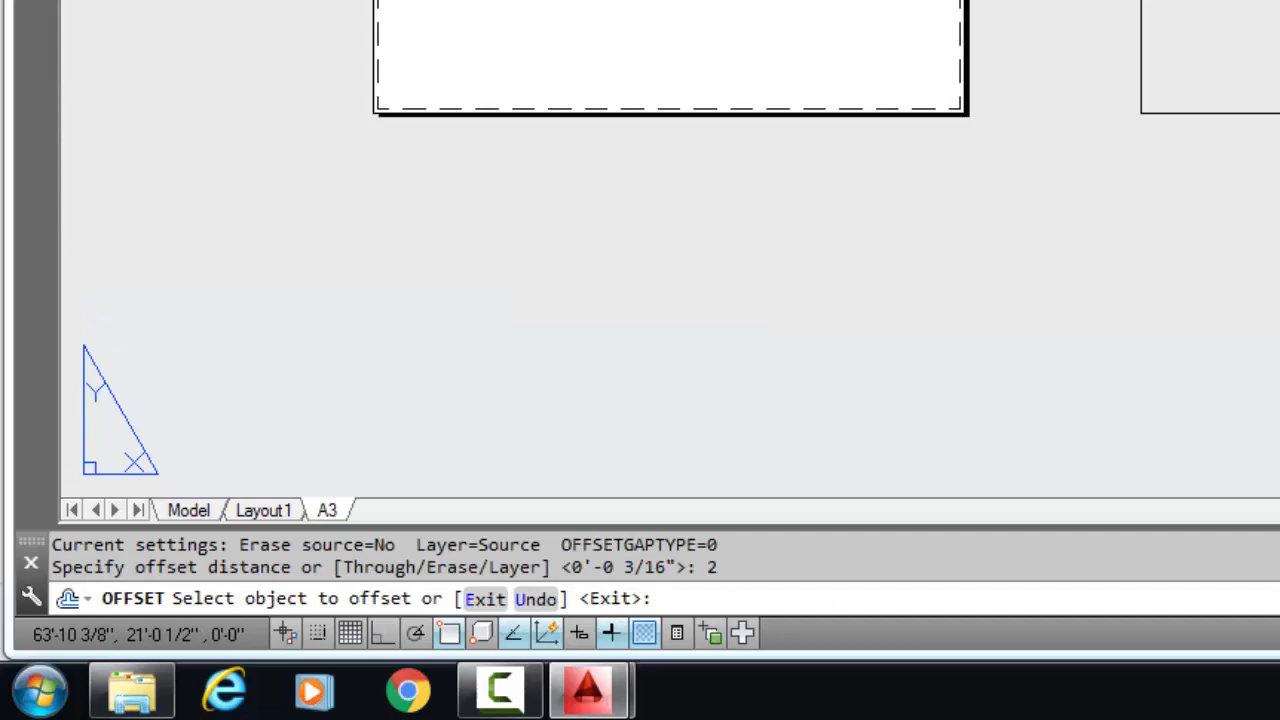 Y
X
Model Layout1 A3
Current settings: Erase source=No Layer=Source OFFSETGAPTYPE=0
Specify offset distance or [Through/Erase/Layer] <0'-0 3/16">: 2
OFFSET Select object to offset or [Exit Undo] <Exit>:
63'-10 3/8", 21'-0 1/2" , 0'-0"